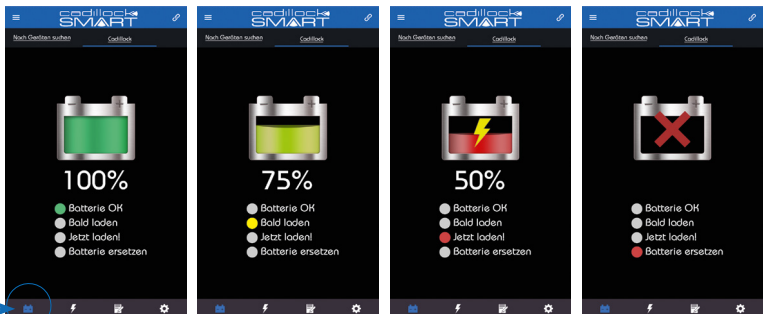 cadillock
SMART
Nach Geräten suchen Cadillock
100%
Batterie OK
Bald laden
Jetzt laden!
Batterie ersetzen
cadillock
SMART
Nach Geräten suchen Cadillock
75%
Batterie OK
Bald laden
Jetzt laden!
Batterie ersetzen
cadillock
SMART
Nach Geräten suchen Cadillock
50%
Batterie OK
Bald laden
Jetzt laden!
Batterie ersetzen
cadillock
SMART
Nach Geräten suchen Cadillock
Batterie OK
Bald laden
Jetzt laden!
Batterie ersetzen